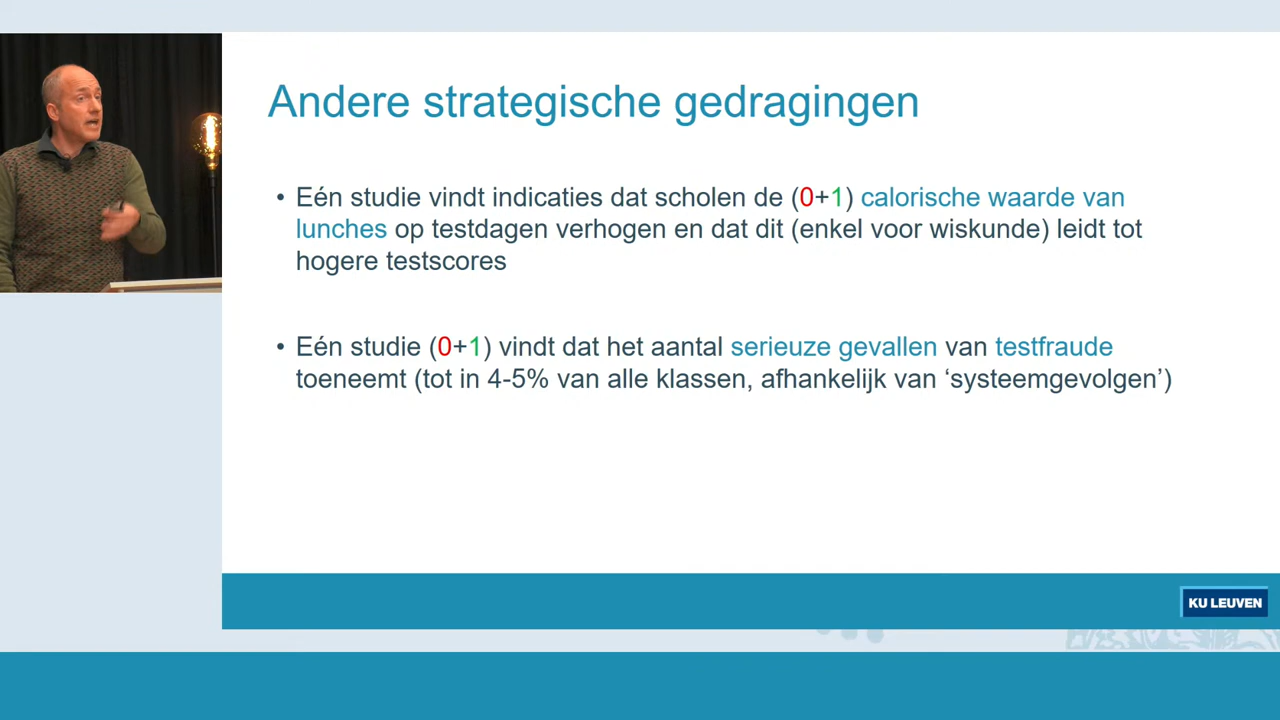 Andere strategische gedragingen
• Eén studie vindt indicaties dat scholen de (0+1) calorische waarde van
lunches op testdagen verhogen en dat dit (enkel voor wiskunde) leidt tot
hogere testscores
• Eén studie (0+1) vindt dat het aantal serieuze gevallen van testfraude
toeneemt (tot in 4-5% van alle klassen, afhankelijk van ‘systeemgevolgen’)
KU LEUVEN